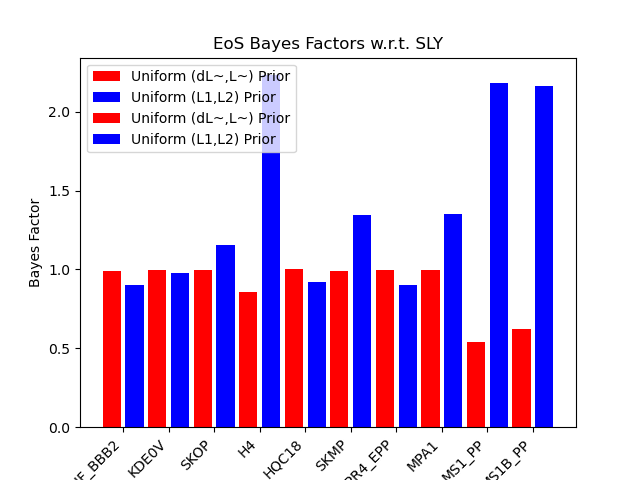 EoS Bayes Factors w.r.t. SLY
Uniform (dL~,L~) Prior
Uniform (L1,L2) Prior
Uniform (dL~,L~) Prior
Uniform (L1,L2) Prior
Bayes Factor
2.0
1.5
1.0
0.5
0.0
KDE0V
SKOP
H4
HQC18
SKMP
MPA1